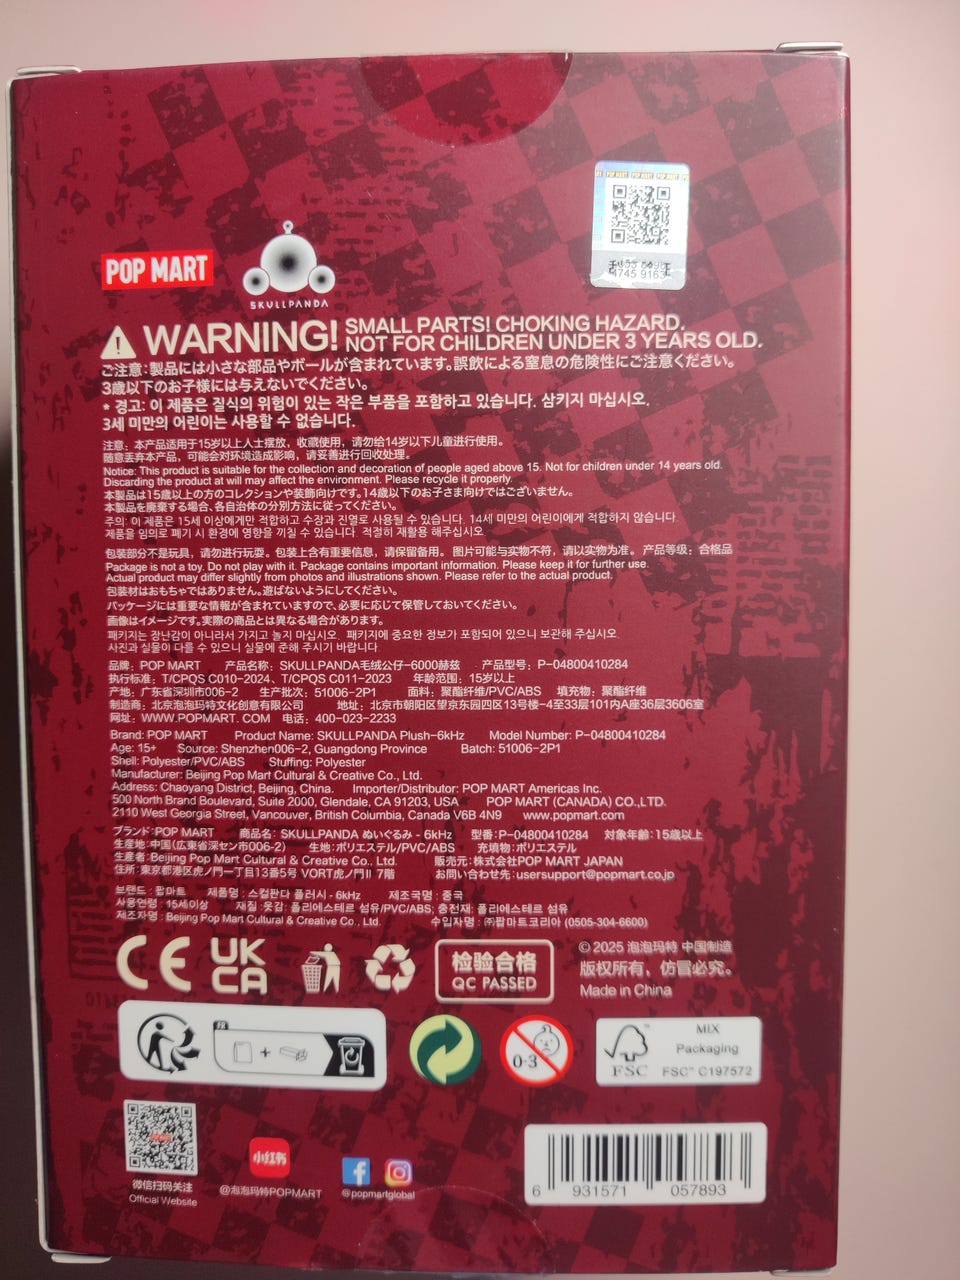 POP MART
SKULLPANDA
POP MART POP MART POP MART
4745 9163
WARNING! SMALL PARTS! CHOKING HAZARD.
NOT FOR CHILDREN UNDER 3 YEARS OLD.
ご注意:製品には小さな部品やボールが含まれています。誤飲による窒息の危険性にご注意ください。
3歳以下のお子様には与えないでください。
* 경고: 이 제품은 질식의 위험이 있는 작은 부품을 포함하고 있습니다. 삼키지 마십시오.
3세 미만의 어린이는 사용할 수 없습니다.
注意：本产品适用于15岁以上人士摆放，收藏使用，请勿给14岁以下儿童进行使用。
随意丢弃本产品，可能会对环境造成影响，请妥善进行回收处理。
Notice: This product is suitable for the collection and decoration of people aged above 15. Not for children under 14 years old.
Discarding the product at will may affect the environment. Please recycle it properly.
本製品は15歳以上の方のコレクションや装飾向けです。14歳以下のお子さま向けではございません。
本製品を廃棄する場合、各自治体の分別方法に従ってください。
주의: 이 제품은 15세 이상에게만 적합하고 수장과 진열로 사용될 수 있습니다. 14세 미만의 어린이에게 적합하지 않습니다.
제품을 임의로 폐기 시 환경에 영향을 끼칠 수 있습니다. 적절히 재활용 해주십시오.
包装部分不是玩具，请勿进行玩耍。包装上含有重要信息，请保留备用。 图片可能与实物不符，请以实物为准。 产品等级：合格品
Package is not a toy. Do not play with it. Package contains important information. Please keep it for further use.
Actual product may differ slightly from photos and illustrations shown. Please refer to the actual product.
包装材はおもちゃではありません。遊ばないようにしてください。
パッケージには重要な情報が含まれていますので、必要に応じて保管しておいてください。
画像はイメージです。実際の商品とは異なる場合があります。
패키지는 장난감이 아니라서 가지고 놀지 마십시오. 패키지에 중요한 정보가 포함되어 있으니 보관해 주십시오.
사진과 실물이 다를 수 있으니 실물에 준해 주시기 바랍니다.
品牌：POP MART 产品名称：SKULLPANDA毛绒公仔-6000赫兹 产品型号：P-04800410284
执行标准：T/CPQS C010-2024、T/CPQS C011-2023 年龄范围：15岁以上
产地：广东省深圳市006-2 生产批次：51006-2P1 面料：聚酯纤维/PVC/ABS 填充物：聚酯纤维
制造商：北京泡泡玛特文化创意有限公司 地址：北京市朝阳区望京东园四区13号楼-4至33层101内A座36层3606室
网址：WWW.POPMART. COM 电话：400-023-2233
Brand: POP MART Product Name: SKULLPANDA Plush-6kHz Model Number: P-04800410284
Age: 15+ Source: Shenzhen006-2, Guangdong Province Batch: 51006-2P1
Shell: Polyester/PVC/ABS Stuffing: Polyester
Manufacturer: Beijing Pop Mart Cultural & Creative Co., Ltd.
Address: Chaoyang District, Beijing, China. Importer/Distributor: POP MART Americas Inc.
500 North Brand Boulevard, Suite 2000, Glendale, CA 91203, USA POP MART (CANADA) CO.,LTD.
2110 West Georgia Street, Vancouver, British Columbia, Canada V6B 4N9 www.popmart.com
ブランド:POP MART 商品名: SKULLPANDA ぬいぐるみ - 6kHz 型番:P-04800410284 対象年齢:15歳以上
生産地:中国(広東省深セン市006-2) 生地:ポリエステル/PVC/ABS 充填物:ポリエステル
生産者:Beijing Pop Mart Cultural & Creative Co., Ltd. 販売元:株式会社POP MART JAPAN
住所:東京都港区虎ノ門一丁目13番5号 VORT虎ノ門II 7階 お問い合わせ先:usersupport@popmart.co.jp
브랜드 : 팝마트 제품명 : 스컬판다 플러시 - 6kHz 제조국명 : 중국
사용연령 : 15세이상 재질: 옷감: 폴리에스테르 섬유/PVC/ABS; 충전재: 폴리에스테르 섬유
제조자명 : Beijing Pop Mart Cultural & Creative Co., Ltd. 수입자명 : ㈜팝마트코리아 (0505-304-6600)
CE
UK
CA
检验合格
QC PASSED
© 2025 泡泡玛特 中国制造
版权所有，仿冒必究。
Made in China
FR
+
0-3
FSC
MIX
Packaging
FSC™ C197572
微信扫码关注
Official Website
小红书
@泡泡玛特POPMART
@popmartglobal
6 931571 057893